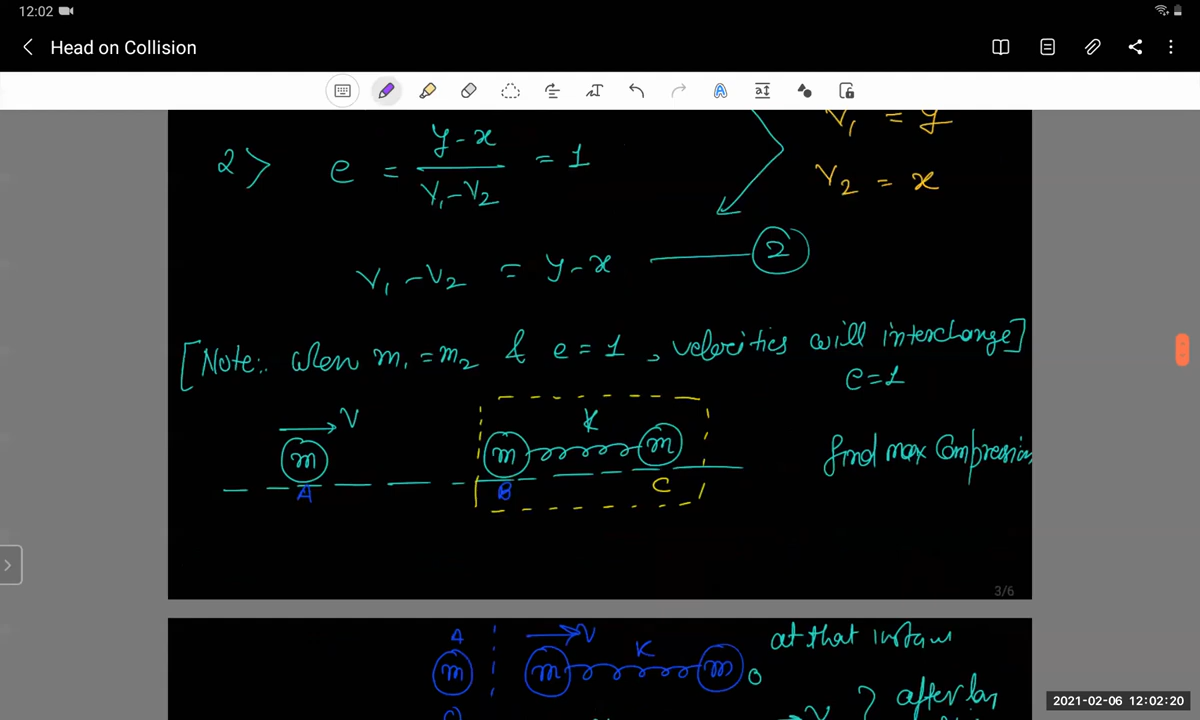 12:02
Head on Collision
V₁ = y
2> e = y-x / V₁-V₂ = 1
V₂ = x
V₁ - V₂ = y - x —— 2
[Note:. when m₁ = m₂ & e = 1, velocities will interchange]
e = 1
V
K
m m m
find max Compression
A B C
3/6
A V K at that instan
m m m 0
after lon
V
2021-02-06 12:02:20